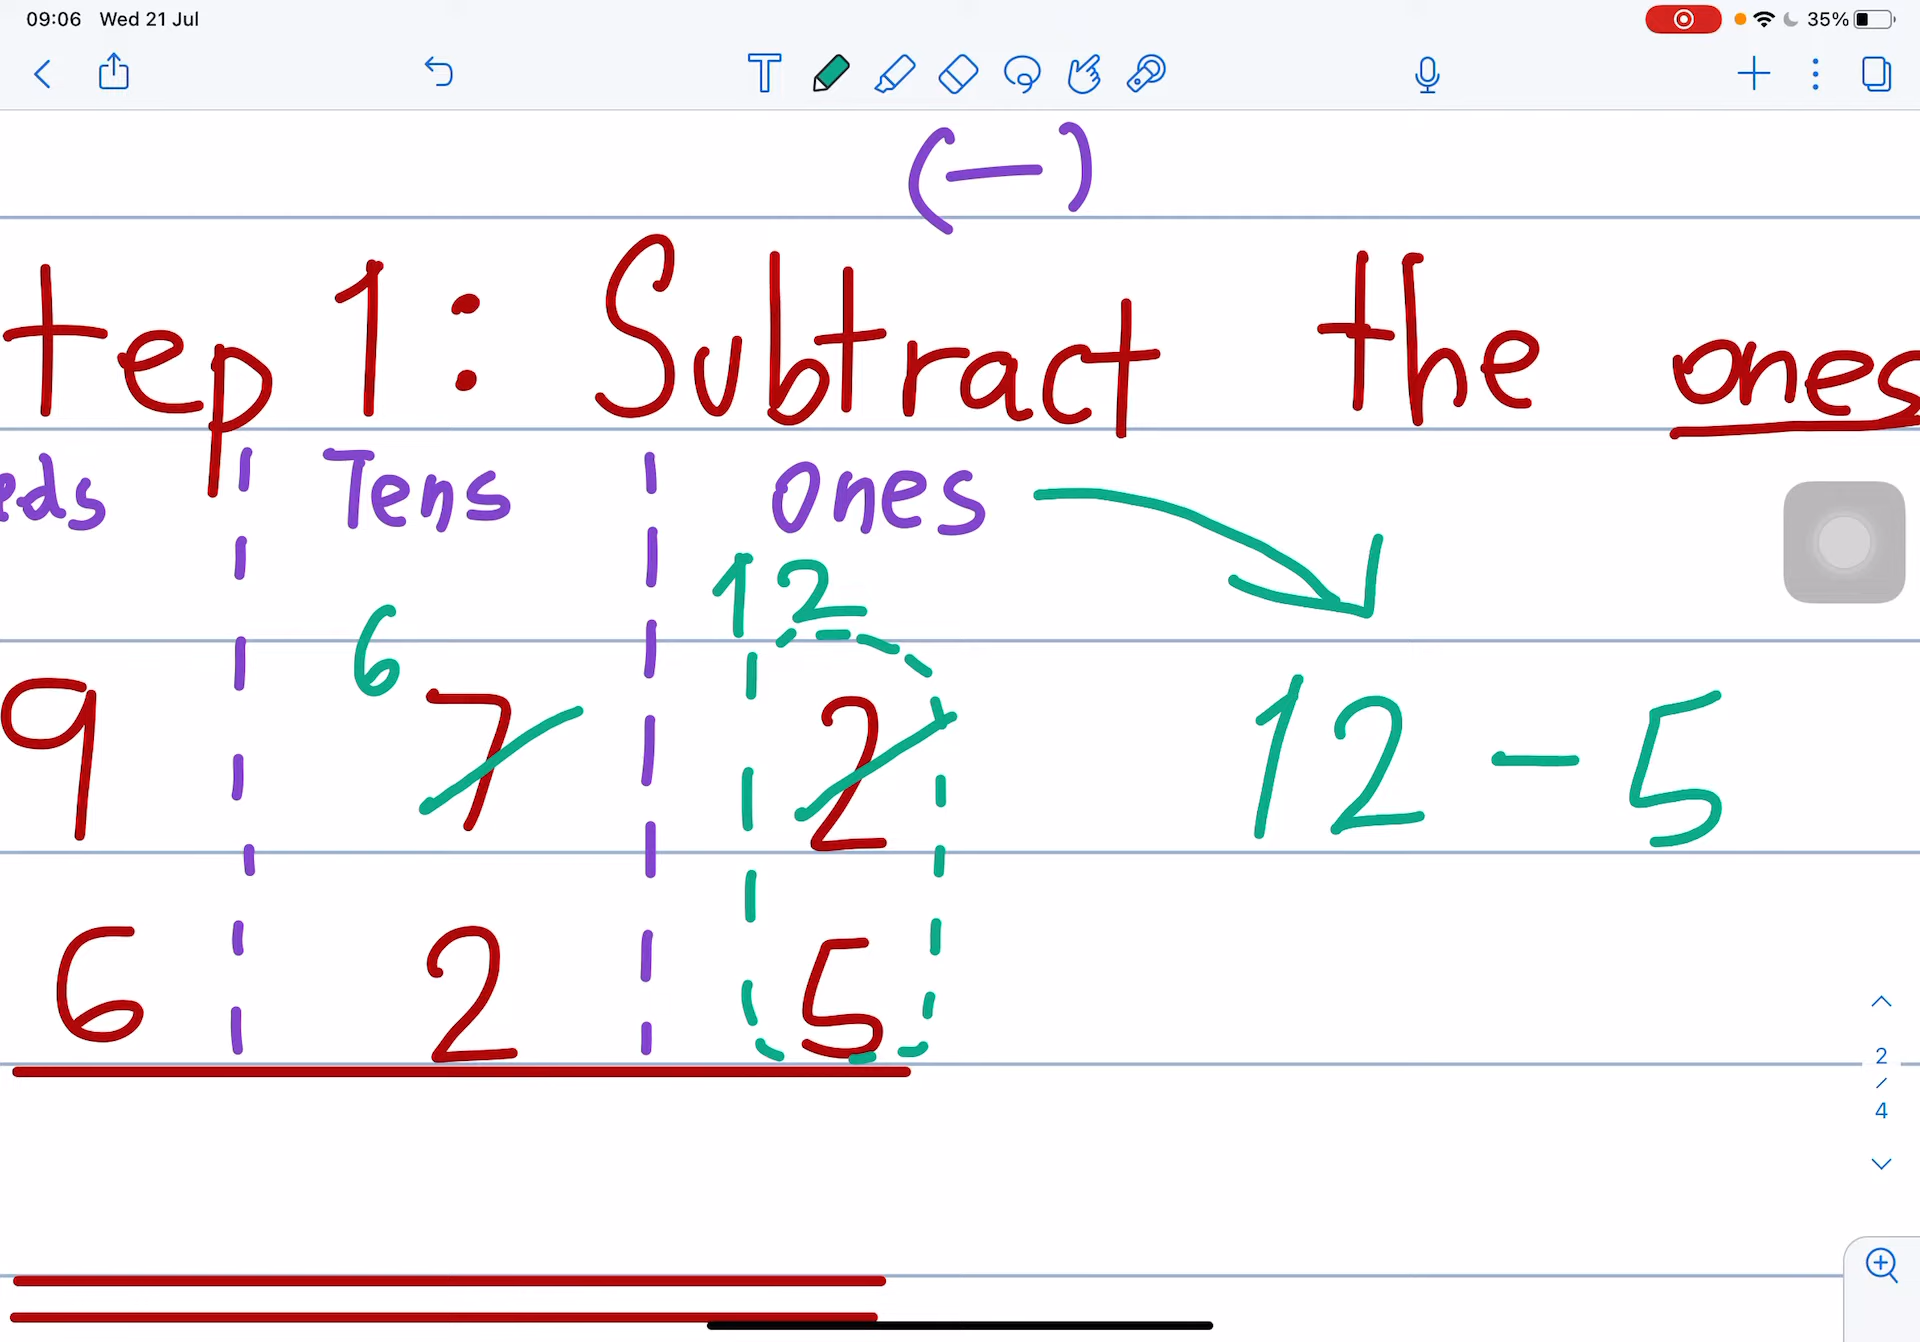 09:06 Wed 21 Jul 35%
T
(—)
tep 1: Subtract the ones
eds Tens Ones
12
6
9 7 2 12 - 5
6 2 5
2
/
4